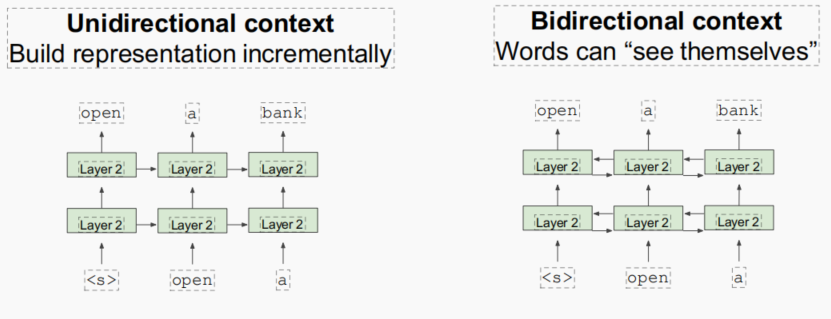 Unidirectional context
Build representation incrementally
open a bank
Layer 2 Layer 2 Layer 2
Layer 2 Layer 2 Layer 2
<s> open a
Bidirectional context
Words can “see themselves”
open a bank
Layer 2 Layer 2 Layer 2
Layer 2 Layer 2 Layer 2
<s> open a